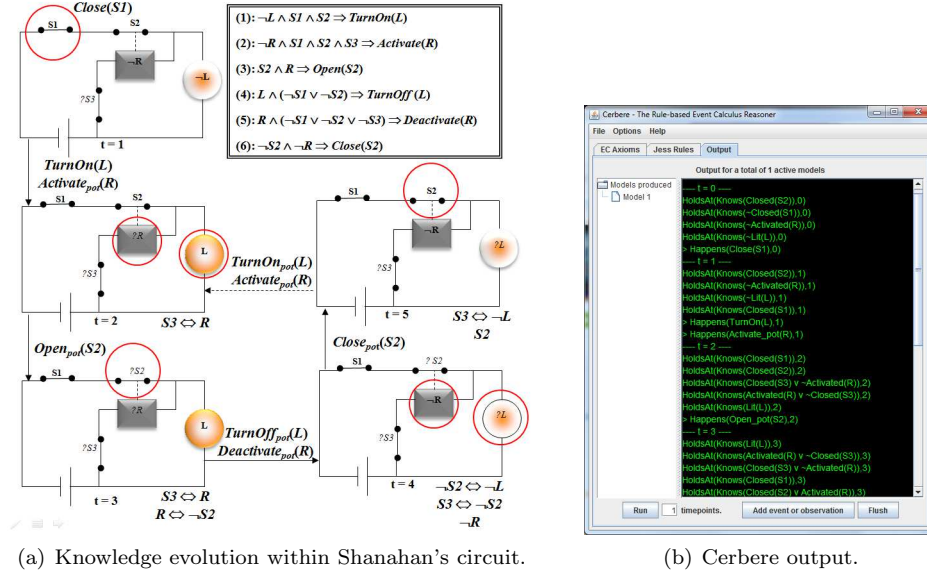 Close(S1)
S1
S2
¬R
¬L
?S3
t = 1
(1): ¬L ∧ S1 ∧ S2 ⇒ TurnOn(L)
(2): ¬R ∧ S1 ∧ S2 ∧ S3 ⇒ Activate(R)
(3): S2 ∧ R ⇒ Open(S2)
(4): L ∧ (¬S1 ∨ ¬S2) ⇒ TurnOff (L)
(5): R ∧ (¬S1 ∨ ¬S2 ∨ ¬S3) ⇒ Deactivate(R)
(6): ¬S2 ∧ ¬R ⇒ Close(S2)
TurnOn(L)
Activate_pot(R)
S1
S2
?R
L
?S3
t = 2
S3 ⇔ R
TurnOn_pot(L)
Activate_pot(R)
S1
S2
¬R
?L
?S3
t = 5
S3 ⇔ ¬L
S2
Open_pot(S2)
S1
?S2
?R
L
?S3
t = 3
S3 ⇔ R
R ⇔ ¬S2
TurnOff_pot(L)
Deactivate_pot(R)
Close_pot(S2)
S1
? S2
¬R
?L
?S3
t = 4
¬S2 ⇔ ¬L
S3 ⇔ ¬S2
¬R
(a) Knowledge evolution within Shanahan's circuit.
Cerbere - The Rule-based Event Calculus Reasoner
File Options Help
EC Axioms Jess Rules Output
Output for a total of 1 active models
Models produced
Model 1
---- t = 0 ----
HoldsAt(Knows(Closed(S2)),0)
HoldsAt(Knows(¬Closed(S1)),0)
HoldsAt(Knows(¬Activated(R)),0)
HoldsAt(Knows(¬Lit(L)),0)
> Happens(Close(S1),0)
---- t = 1 ----
HoldsAt(Knows(Closed(S2)),1)
HoldsAt(Knows(¬Activated(R)),1)
HoldsAt(Knows(¬Lit(L)),1)
HoldsAt(Knows(Closed(S1)),1)
> Happens(TurnOn(L),1)
> Happens(Activate_pot(R),1)
---- t = 2 ----
HoldsAt(Knows(Closed(S1)),2)
HoldsAt(Knows(Closed(S2)),2)
HoldsAt(Knows(Closed(S3) v ¬Activated(R)),2)
HoldsAt(Knows(Activated(R) v ¬Closed(S3)),2)
HoldsAt(Knows(Lit(L)),2)
> Happens(Open_pot(S2),2)
---- t = 3 ----
HoldsAt(Knows(Lit(L)),3)
HoldsAt(Knows(Activated(R) v ¬Closed(S3)),3)
HoldsAt(Knows(Closed(S3) v ¬Activated(R)),3)
HoldsAt(Knows(Closed(S1)),3)
HoldsAt(Knows(Closed(S2) v Activated(R)),3)
Run 1 timepoints. Add event or observation Flush
(b) Cerbere output.